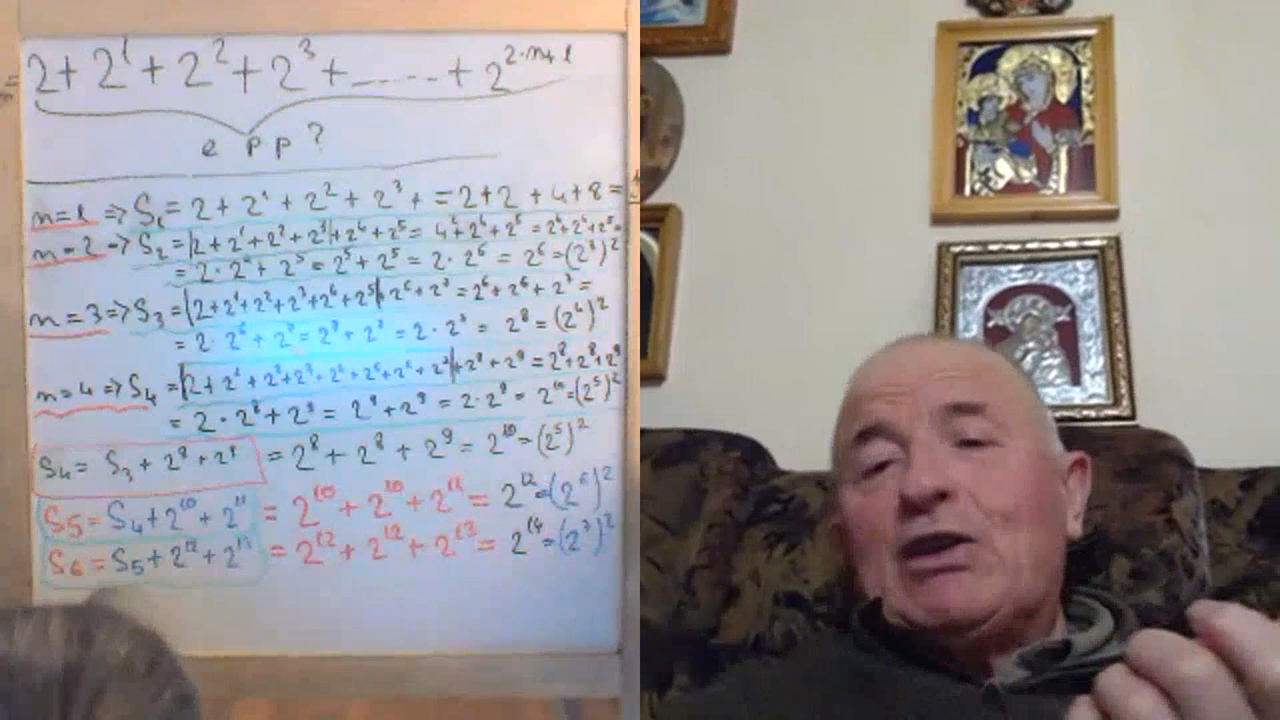 = 2 + 2¹ + 2² + 2³ + ...... + 2^{2·n+1}
e pp ?
n=1 => S₁ = 2 + 2¹ + 2² + 2³ + = 2+2 +4+8 =
n=2 => S₂ = |2+2¹+2²+2³|+2⁴+2⁵ = 2⁴+2⁴+2⁵ =
= 2·2⁴+2⁵ = 2⁵+2⁵ = 2·2⁶ = 2⁶ = (2³)²
n=3 => S₃ = |2+2¹+2²+2³+2⁴+2⁵|+2⁶+2⁷ = 2⁶+2⁶+2⁷ =
= 2·2⁶+2⁷ = 2⁷+2⁷ = 2·2⁷ = 2⁸ = (2⁴)²
n=4 => S₄ = |2+2¹+2²+2³+2⁴+2⁵+2⁶+2⁷|+2⁸+2⁹ = 2⁸+2⁸+2⁹
= 2·2⁸+2⁹ = 2⁹+2⁹ = 2·2⁹ = 2¹⁰ = (2⁵)²
S₄ = S₃ + 2⁸ + 2⁹ = 2⁸ + 2⁸ + 2⁹ = 2¹⁰ = (2⁵)²
S5 = S₄ + 2¹⁰ + 2¹¹ = 2¹⁰ + 2¹⁰ + 2¹¹ = 2¹² = (2⁶)²
S₆ = S₅ + 2¹² + 2¹³ = 2¹² + 2¹² + 2¹³ = 2¹⁴ = (2⁷)²